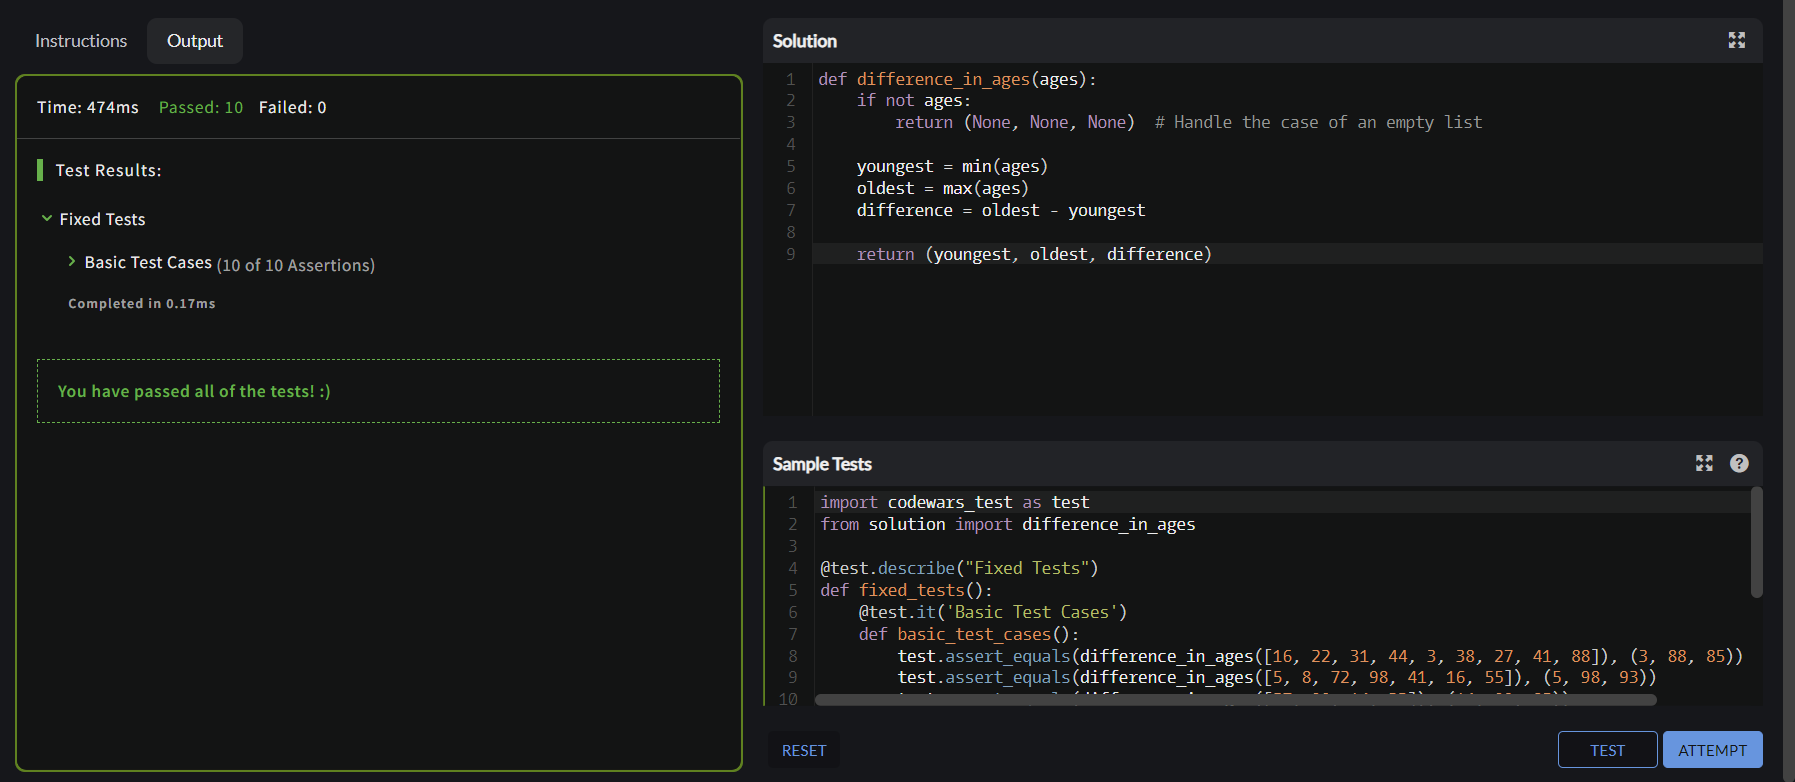 Instructions
Output
Time: 474ms Passed: 10 Failed: 0
Test Results:
Fixed Tests
Basic Test Cases (10 of 10 Assertions)
Completed in 0.17ms
You have passed all of the tests! :)
Solution
1 def difference_in_ages(ages):
2     if not ages:
3         return (None, None, None)  # Handle the case of an empty list
4
5     youngest = min(ages)
6     oldest = max(ages)
7     difference = oldest - youngest
8
9     return (youngest, oldest, difference)
Sample Tests
1 import codewars_test as test
2 from solution import difference_in_ages
3
4 @test.describe("Fixed Tests")
5 def fixed_tests():
6     @test.it('Basic Test Cases')
7     def basic_test_cases():
8         test.assert_equals(difference_in_ages([16, 22, 31, 44, 3, 38, 27, 41, 88]), (3, 88, 85))
9         test.assert_equals(difference_in_ages([5, 8, 72, 98, 41, 16, 55]), (5, 98, 93))
10
RESET
TEST
ATTEMPT